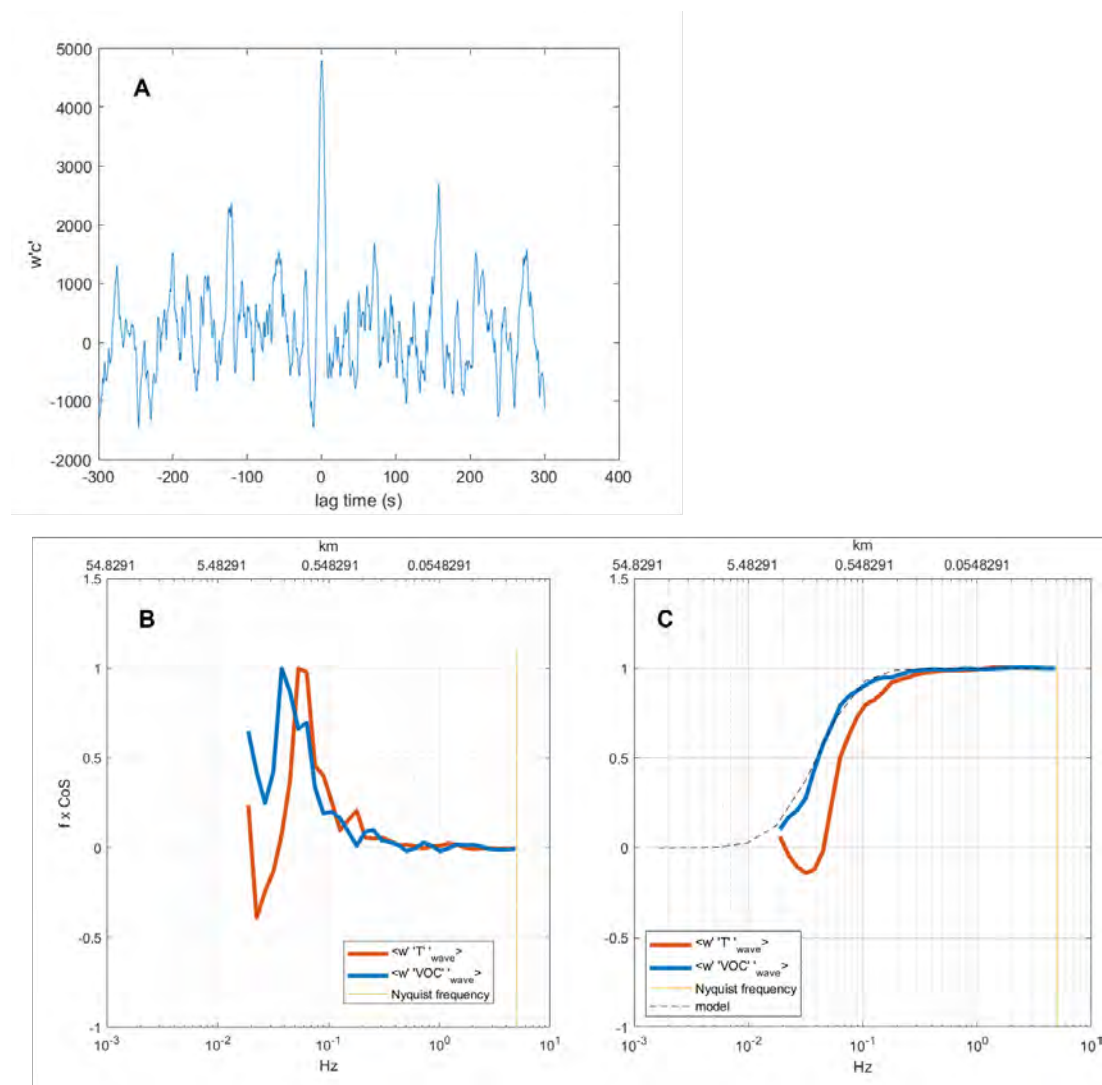 A
5000
4000
3000
2000
1000
0
-1000
-2000
w'c'
-300 -200 -100 0 100 200 300 400
lag time (s)
km
54.8291 5.48291 0.548291 0.0548291
B
1.5
1
0.5
0
-0.5
-1
f x CoS
<w' 'T' 'wave>
<w' 'VOC' 'wave>
Nyquist frequency
10-3 10-2 10-1 100 101
Hz
km
54.8291 5.48291 0.548291 0.0548291
C
1.5
1
0.5
0
-0.5
-1
<w' 'T' 'wave>
<w' 'VOC' 'wave>
Nyquist frequency
model
10-3 10-2 10-1 100 101
Hz